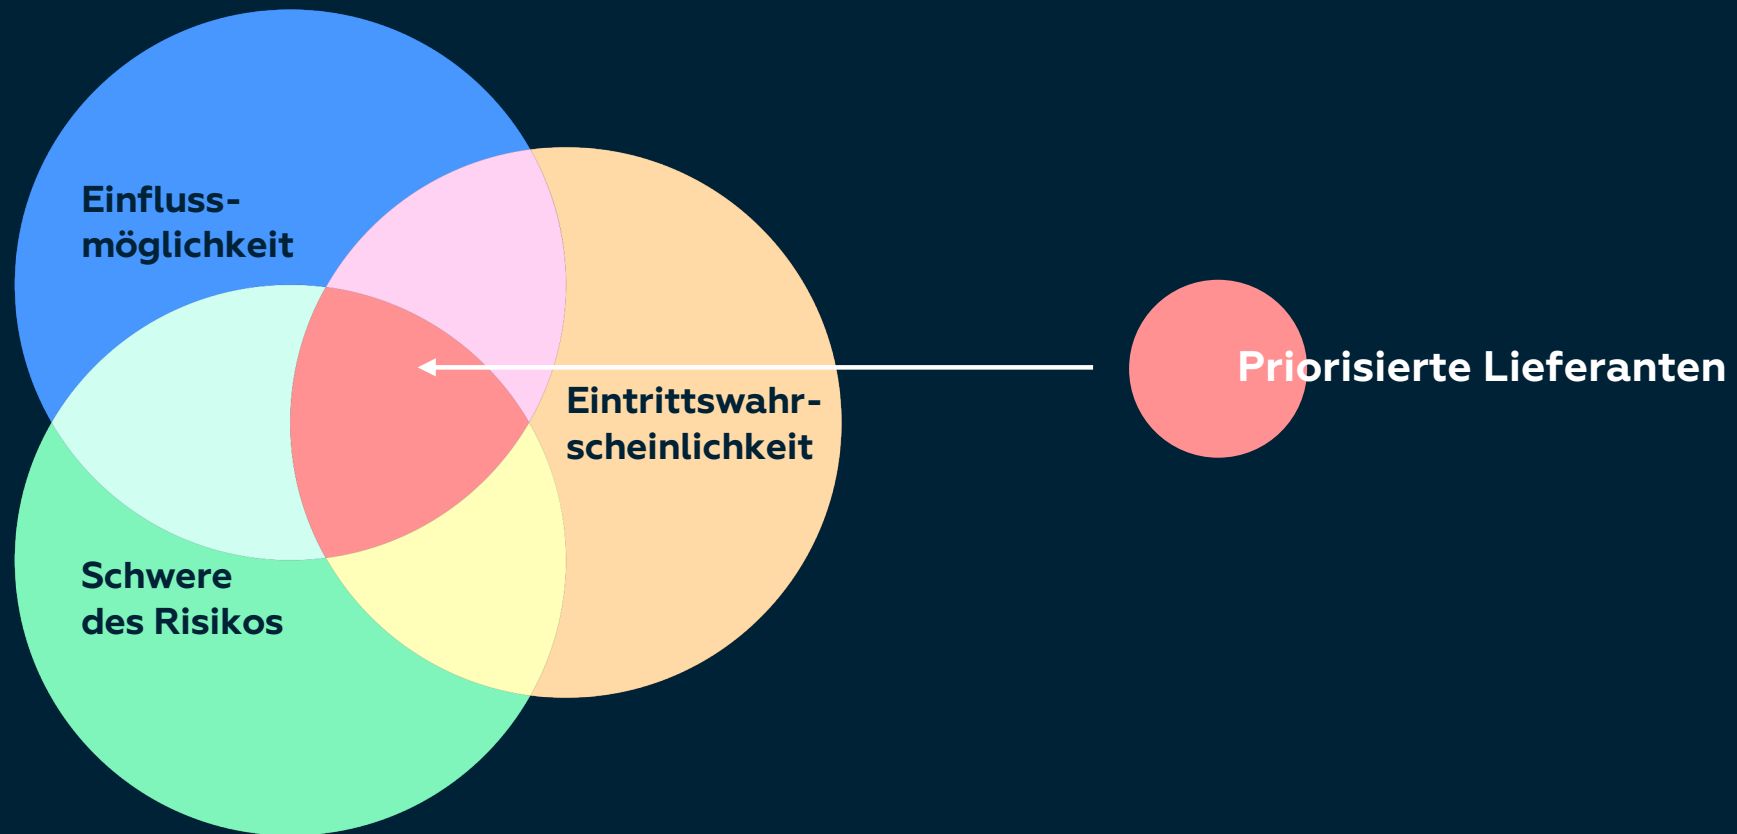 Einfluss-
möglichkeit
Eintrittswahr-
scheinlichkeit
Schwere
des Risikos
Priorisierte Lieferanten